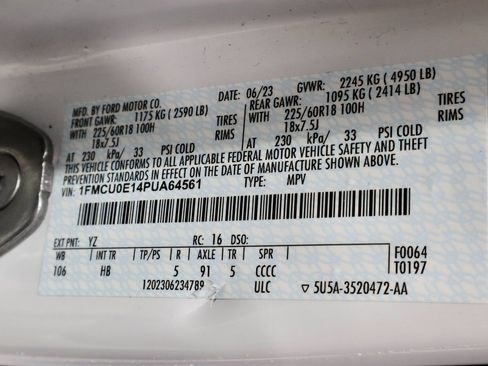 MFD. BY FORD MOTOR CO.
DATE: 06/23 GVWR: 2245 KG ( 4950 LB)
FRONT GAWR: 1175 KG ( 2590 LB) REAR GAWR: 1095 KG ( 2414 LB)
WITH 225/60R18 100H TIRES WITH 225/60R18 100H TIRES
18x7.5J RIMS 18x7.5J RIMS
AT 230 kPa/ 33 PSI COLD AT 230 kPa/ 33 PSI COLD
THIS VEHICLE CONFORMS TO ALL APPLICABLE FEDERAL MOTOR VEHICLE SAFETY AND THEFT
PREVENTION STANDARDS IN EFFECT ON THE DATE OF MANUFACTURE SHOWN ABOVE.
VIN: 1FMCU0E14PUA64561 TYPE: MPV
EXT PNT: YZ RC: 16 DSO: F0064
WB INT TR TP/PS R AXLE TR SPR T0197
106 HB 5 91 5 CCCC
1202306234789 ULC ▽ 5U5A-3520472-AA